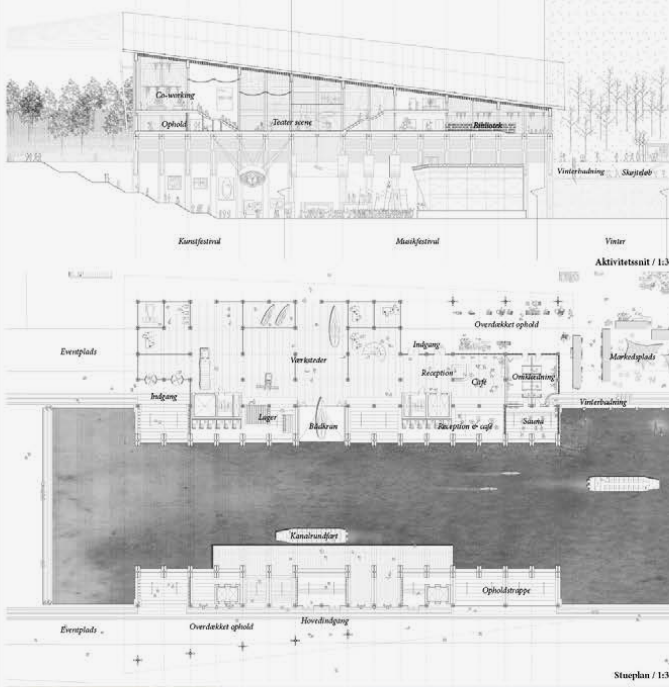 Co-working
Ophold
Teater scene
Bibliotek
Vinterbadning
Skøjteløb
Kunstfestival
Musikfestival
Vinter
Aktivitetssnit / 1:3
Overdækket ophold
Eventplads
Værksteder
Indgang
Markedsplads
Reception
Café
Omklædning
Indgang
Vinterbadning
Lager
Bådkran
Reception & café
Sauna
Kanalrundfart
Opholdstrappe
Hovedindgang
Eventplads
Overdækket ophold
Stueplan / 1:3